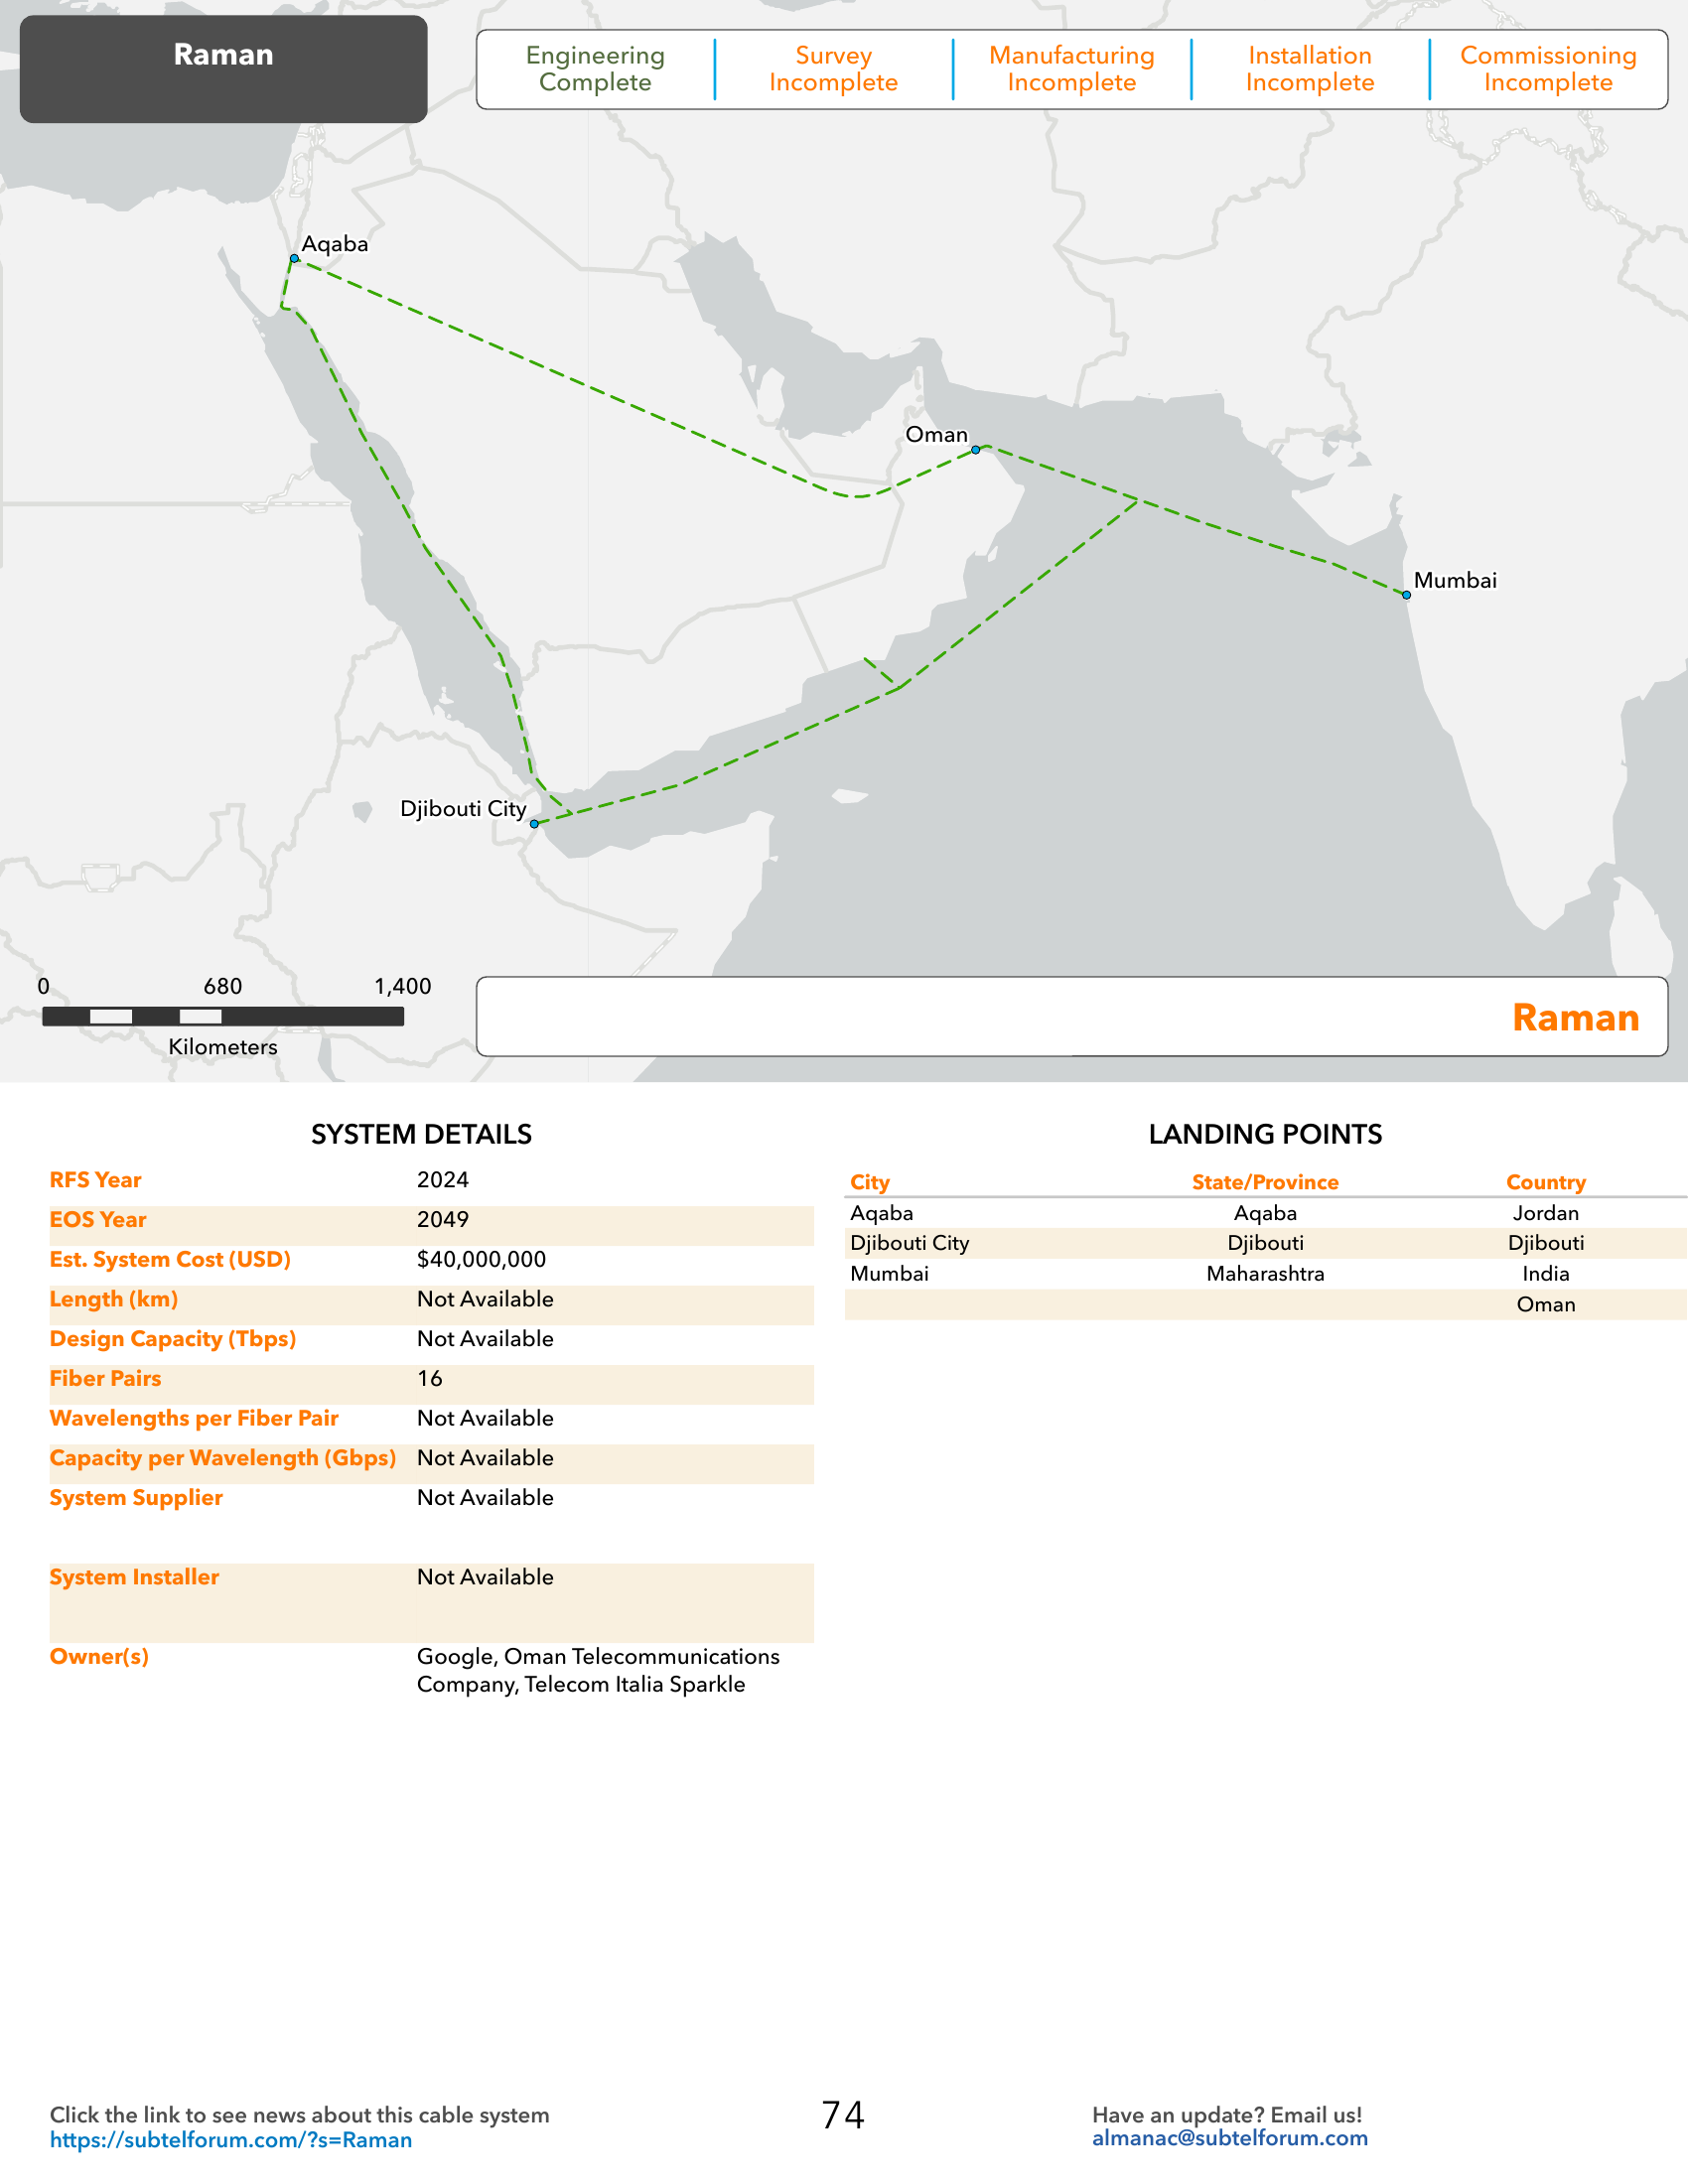 Raman
Engineering
Complete
Survey
Incomplete
Manufacturing
Incomplete
Installation
Incomplete
Commissioning
Incomplete
Aqaba
Oman
Mumbai
Djibouti City
0 680 1,400
Kilometers
Raman
SYSTEM DETAILS
RFS Year 2024
EOS Year 2049
Est. System Cost (USD) $40,000,000
Length (km) Not Available
Design Capacity (Tbps) Not Available
Fiber Pairs 16
Wavelengths per Fiber Pair Not Available
Capacity per Wavelength (Gbps) Not Available
System Supplier Not Available
System Installer Not Available
Owner(s) Google, Oman Telecommunications
Company, Telecom Italia Sparkle
LANDING POINTS
City State/Province Country
Aqaba Aqaba Jordan
Djibouti City Djibouti Djibouti
Mumbai Maharashtra India
Oman
Click the link to see news about this cable system
https://subtelforum.com/?s=Raman
74
Have an update? Email us!
almanac@subtelforum.com